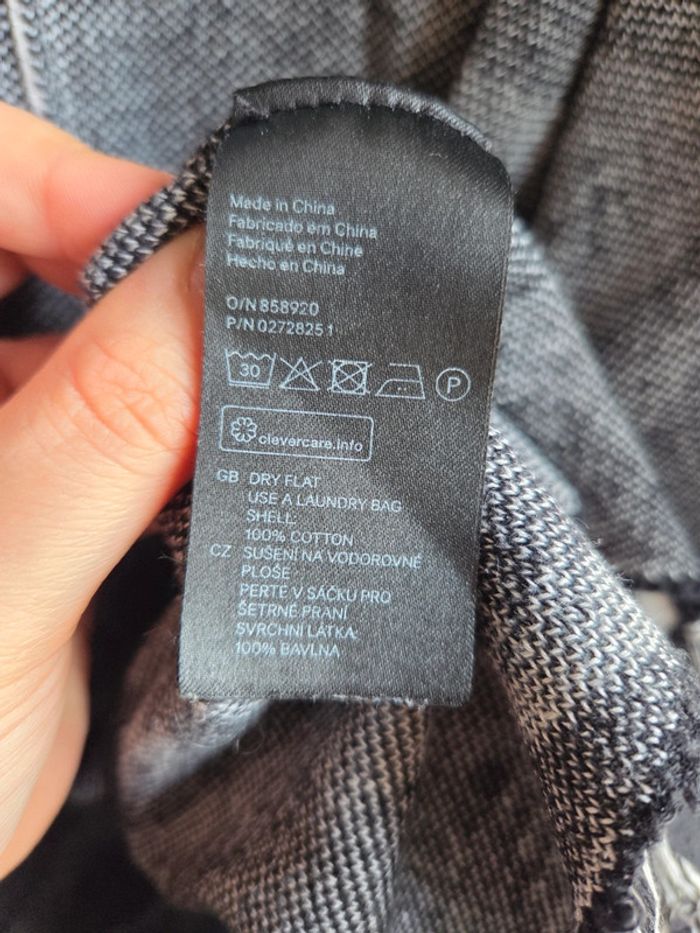 Made in China
Fabricado em China
Fabriqué en Chine
Hecho en China
O/N 858920
P/N 02728251
30 P
clevercare.info
GB DRY FLAT
USE A LAUNDRY BAG
SHELL:
100% COTTON
CZ SUŠENÍ NA VODOROVNÉ
PLOŠE
PERTE V SÁČKU PRO
ŠETRNÉ PRANÍ
SVRCHNÍ LÁTKA:
100% BAVLNA